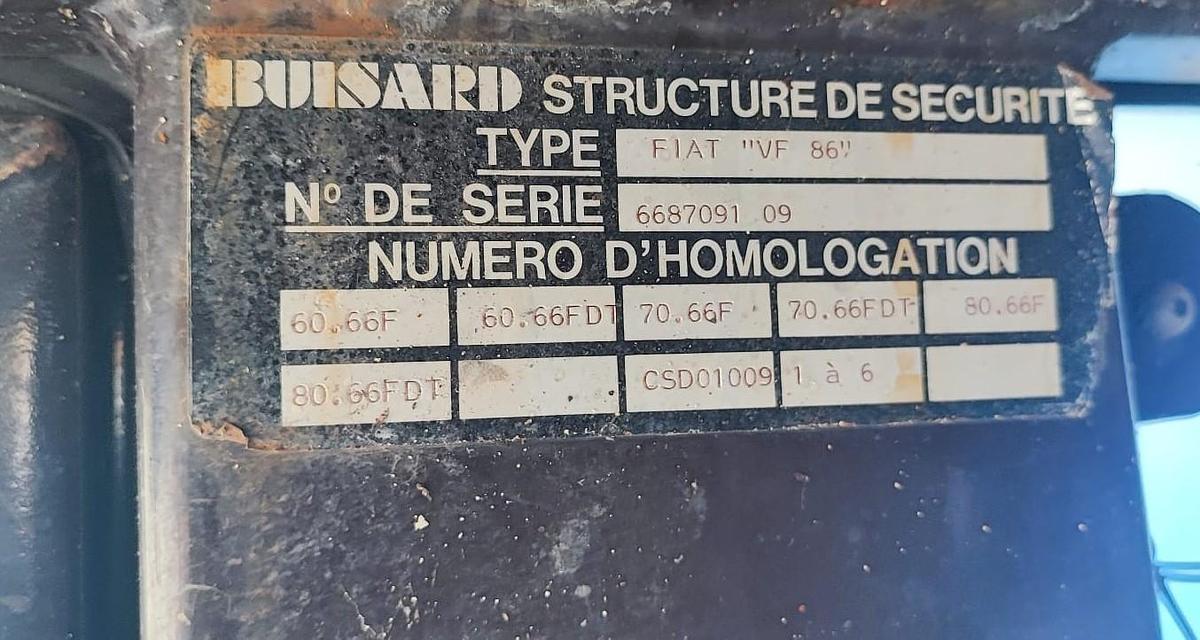 BUISARD STRUCTURE DE SECURITE
TYPE FIAT "VF 86"
Nº DE SERIE 6687091 09
NUMERO D'HOMOLOGATION
60.66F 60.66FDT 70.66F 70.66FDT 80.66F
80.66FDT CSD01009 1 à 6